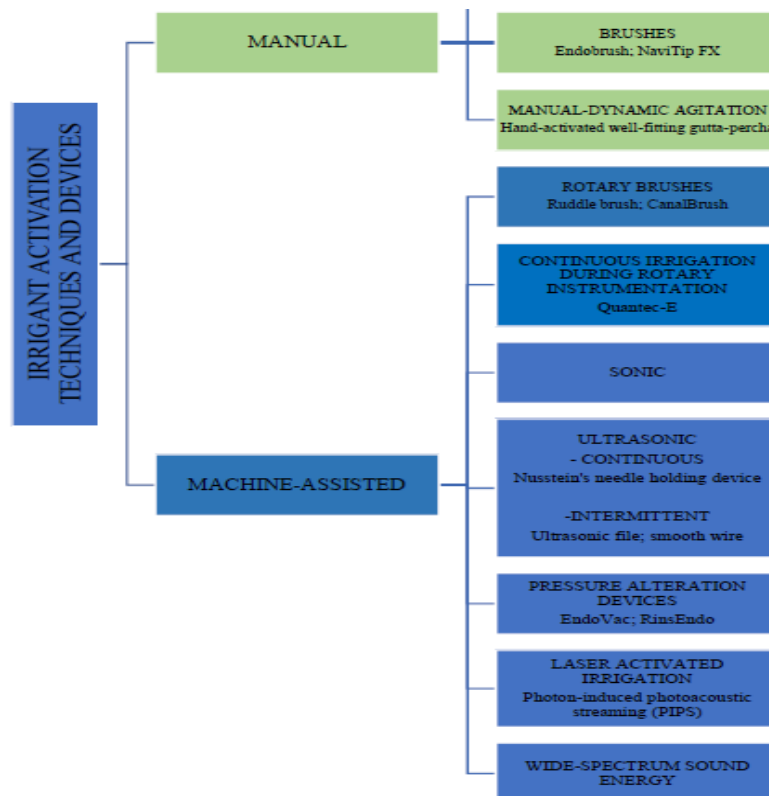 IRRIGANT ACTIVATION
TECHNIQUES AND DEVICES
MANUAL
BRUSHES
Endobrush; NaviTip FX
MANUAL-DYNAMIC AGITATION
Hand-activated well-fitting gutta-percha
MACHINE-ASSISTED
ROTARY BRUSHES
Ruddle brush; CanalBrush
CONTINUOUS IRRIGATION
DURING ROTARY
INSTRUMENTATION
Quantec-E
SONIC
ULTRASONIC
- CONTINUOUS
Nusstein's needle holding device
-INTERMITTENT
Ultrasonic file; smooth wire
PRESSURE ALTERATION
DEVICES
EndoVac; RinsEndo
LASER ACTIVATED
IRRIGATION
Photon-induced photoacoustic
streaming (PIPS)
WIDE-SPECTRUM SOUND
ENERGY